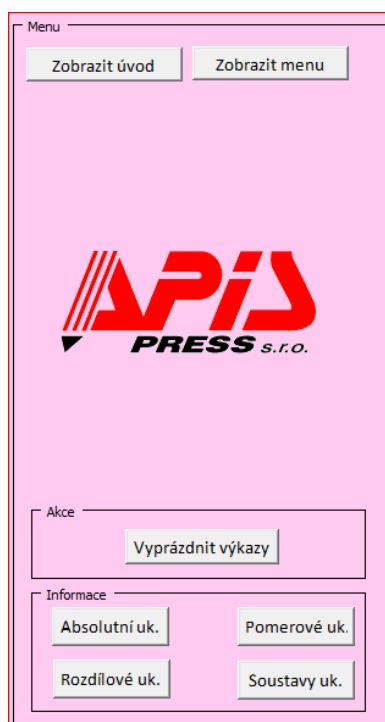 Menu
Zobrazit úvod Zobrazit menu
APIS
PRESS s.r.o.
Akce
Vyprázdnit výkazy
Informace
Absolutní uk. Pomerové uk.
Rozdílové uk. Soustavy uk.